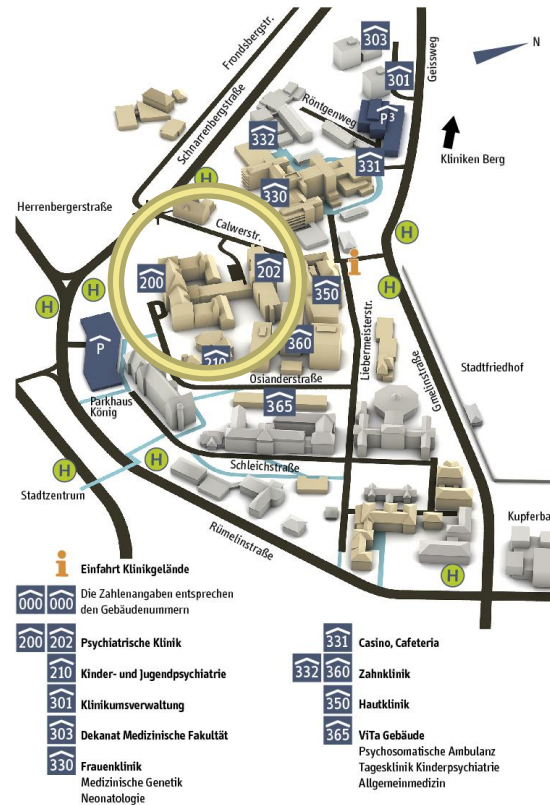 303
Frondsbergstr.
Geissweg
N
301
Schnarrenbergstraße
Röntgenweg
P3
332
331
Kliniken Berg
H
330
Herrenbergerstraße
Calwerstr.
H
200
202
i
H
H
H
350
Liebermeisterstr.
P
210
360
Gmelinstraße
Stadtfriedhof
Osianderstraße
Parkhaus
König
365
H
H
Schleichstraße
Stadtzentrum
Rümelinstraße
Kupferba
H
i Einfahrt Klinikgelände
000 000 Die Zahlenangaben entsprechen
den Gebäudenummern
200 202 Psychiatrische Klinik
210 Kinder- und Jugendpsychiatrie
301 Klinikumsverwaltung
303 Dekanat Medizinische Fakultät
330 Frauenklinik
Medizinische Genetik
Neonatologie
331 Casino, Cafeteria
332 360 Zahnklinik
350 Hautklinik
365 ViTa Gebäude
Psychosomatische Ambulanz
Tagesklinik Kinderpsychiatrie
Allgemeinmedizin